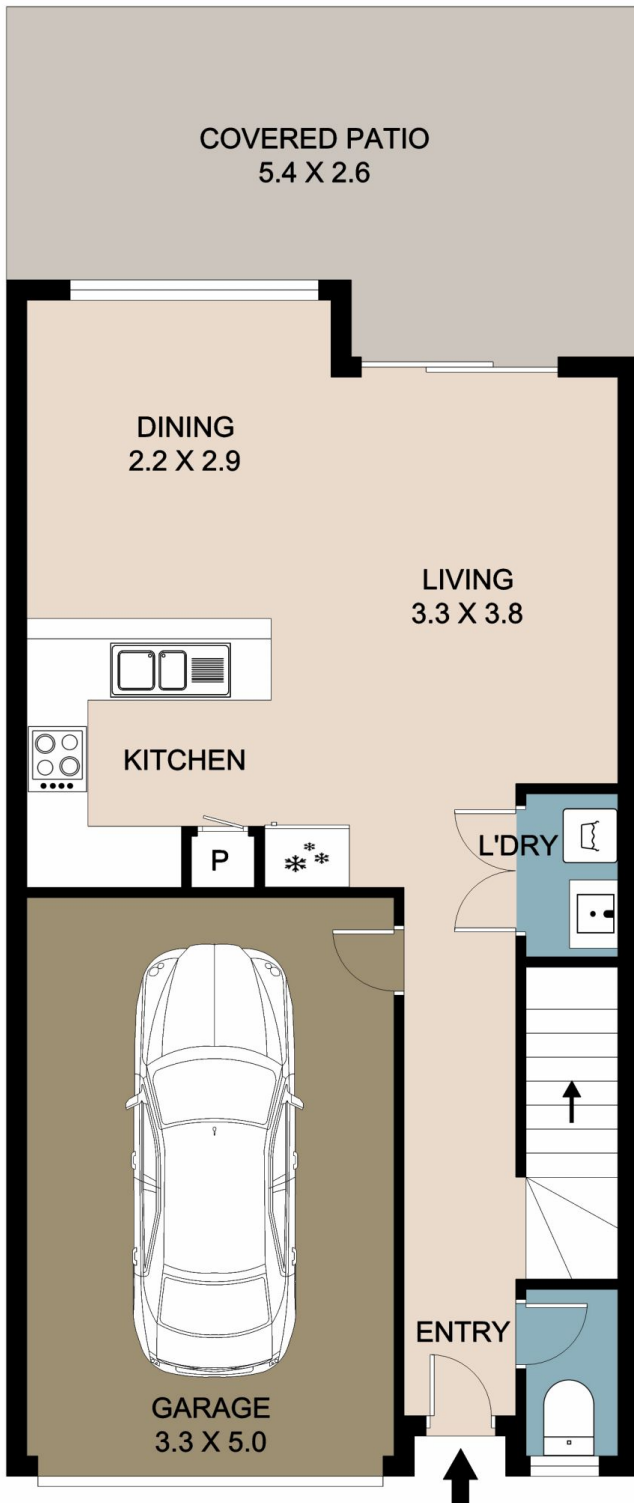 COVERED PATIO
5.4 X 2.6
DINING
2.2 X 2.9
LIVING
3.3 X 3.8
KITCHEN
L'DRY
P
ENTRY
GARAGE
3.3 X 5.0